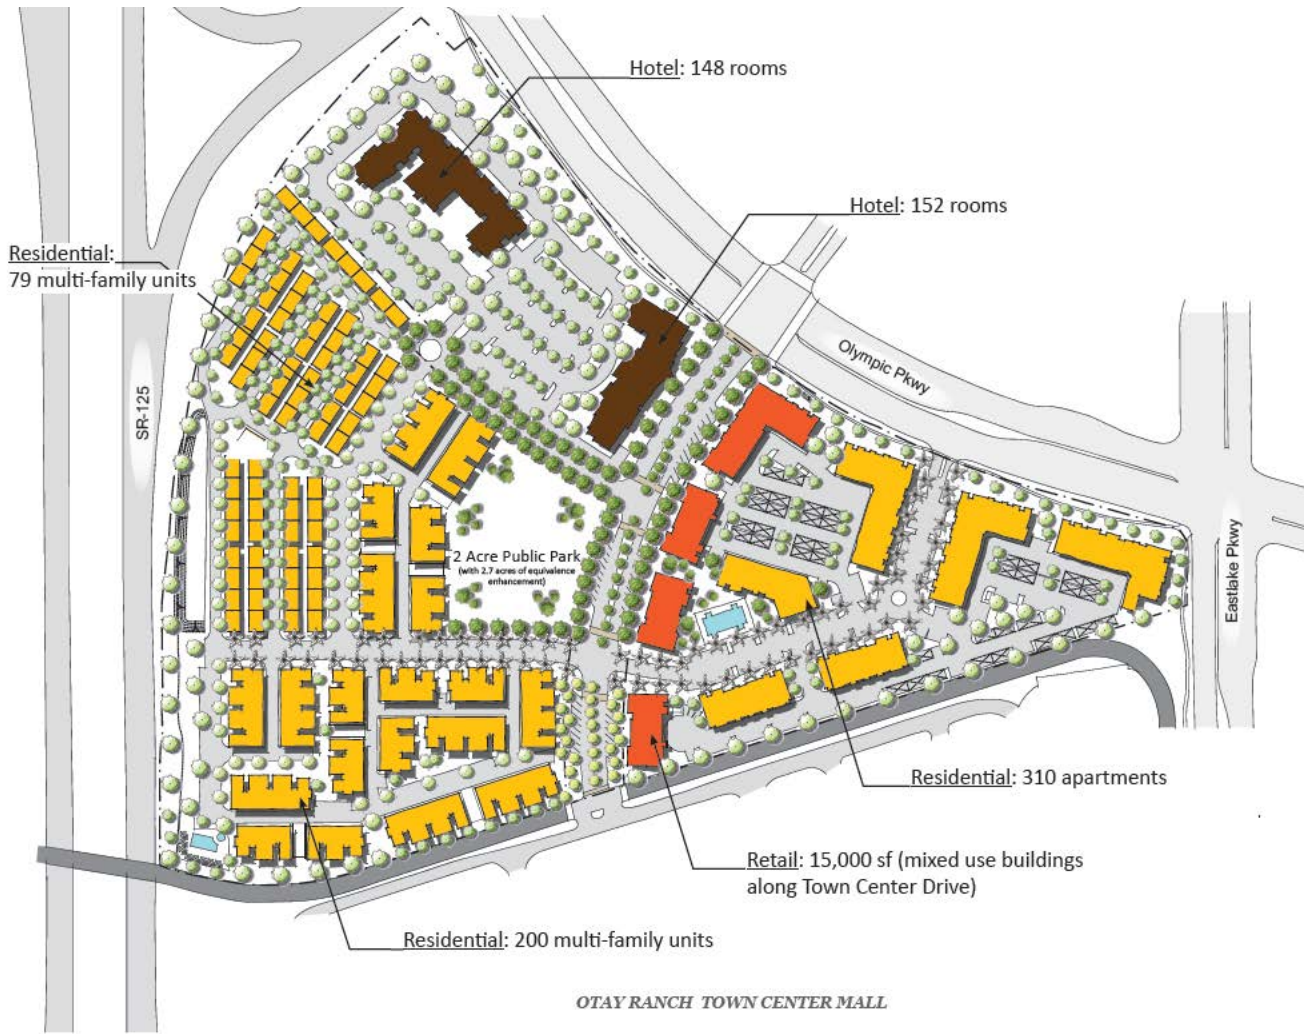 Hotel: 148 rooms
Hotel: 152 rooms
Residential:
79 multi-family units
Olympic Pkwy
SR-125
2 Acre Public Park
(with 2.7 acres of equivalence
enhancement)
Eastlake Pkwy
Residential: 310 apartments
Retail: 15,000 sf (mixed use buildings
along Town Center Drive)
Residential: 200 multi-family units
OTAY RANCH TOWN CENTER MALL